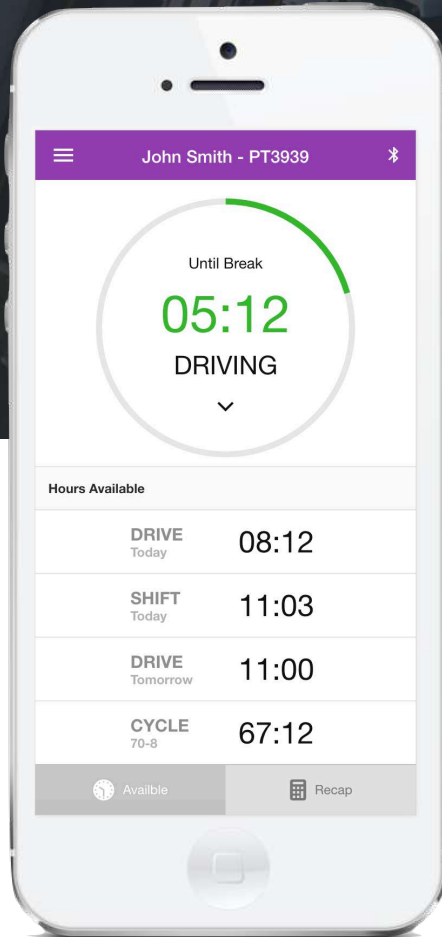 John Smith - PT3939
Until Break
05:12
DRIVING
Hours Available
DRIVE 08:12
Today
SHIFT 11:03
Today
DRIVE 11:00
Tomorrow
CYCLE 67:12
70-8
Availble Recap